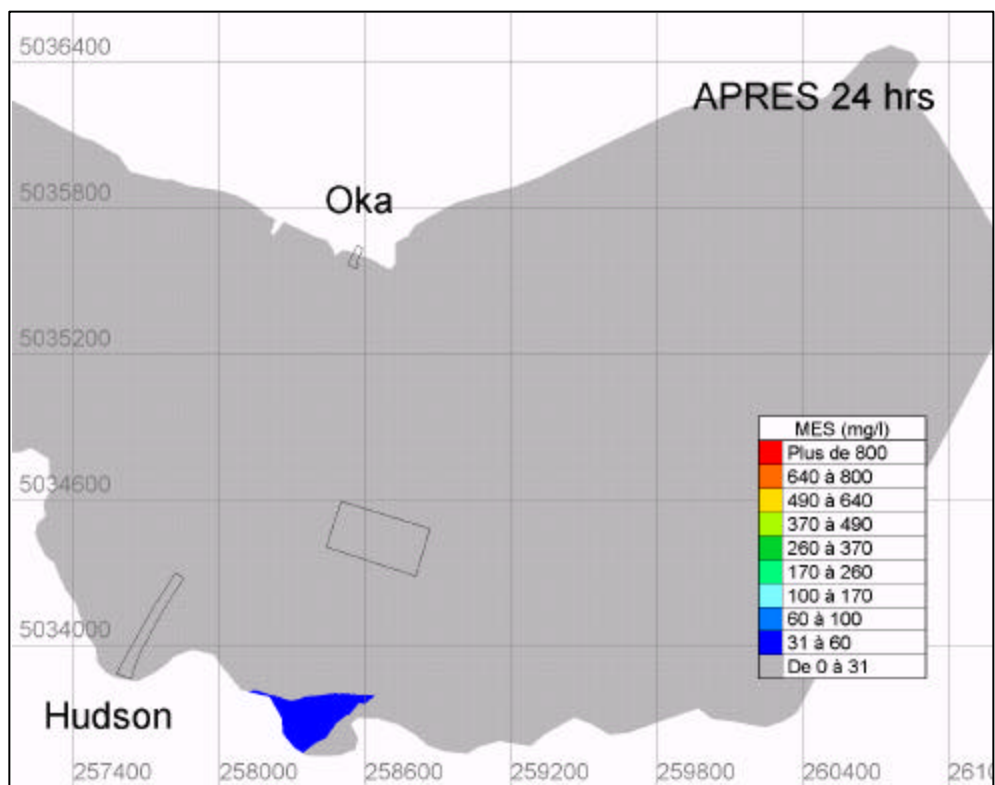 5036400
APRES 24 hrs
Oka
5035800
5035200
MES (mg/l)
Plus de 800
640 à 800
490 à 640
370 à 490
260 à 370
170 à 260
100 à 170
60 à 100
31 à 60
De 0 à 31
5034600
5034000
Hudson
257400 258000 258600 259200 259800 260400 2610